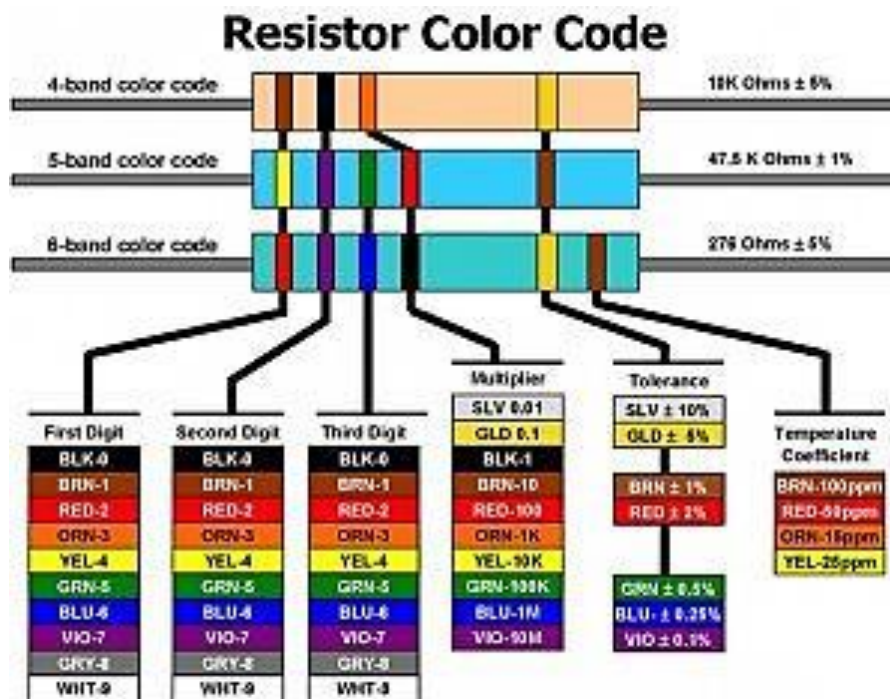 Resistor Color Code
4-band color code
10K Ohms ± 5%
5-band color code
47.5 K Ohms ± 1%
6-band color code
276 Ohms ± 5%
First Digit
BLK-0
BRN-1
RED-2
ORN-3
YEL-4
GRN-5
BLU-6
VIO-7
GRY-8
WHT-9
Second Digit
BLK-0
BRN-1
RED-2
ORN-3
YEL-4
GRN-5
BLU-6
VIO-7
GRY-8
WHT-9
Third Digit
BLK-0
BRN-1
RED-2
ORN-3
YEL-4
GRN-5
BLU-6
VIO-7
GRY-8
Multiplier
SLV 0.01
GLD 0.1
BLK-1
BRN-10
RED-100
ORN-1K
YEL-10K
GRN-100K
BLU-1M
VIO-10M
Tolerance
SLV ± 10%
GLD ± 5%
BRN ± 1%
RED ± 2%
GRN ± 0.5%
BLU- ± 0.25%
VIO ± 0.1%
Temperature
Coefficient
BRN-100ppm
RED-50ppm
ORN-15ppm
YEL-25ppm